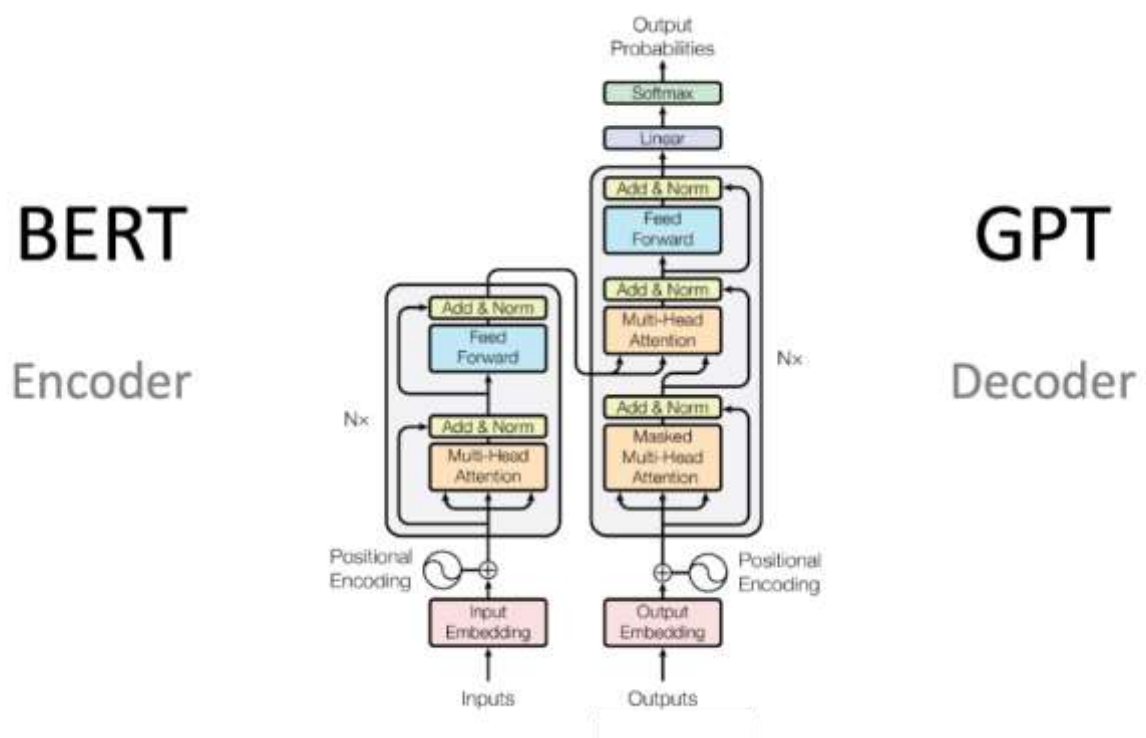 BERT
Encoder
Output
Probabilities
Softmax
Linear
Add & Norm
Feed
Forward
Add & Norm
Multi-Head
Attention
Nx
Add & Norm
Masked
Multi-Head
Attention
Add & Norm
Feed
Forward
Nx
Add & Norm
Multi-Head
Attention
Positional
Encoding
Positional
Encoding
Input
Embedding
Output
Embedding
Inputs
Outputs
GPT
Decoder